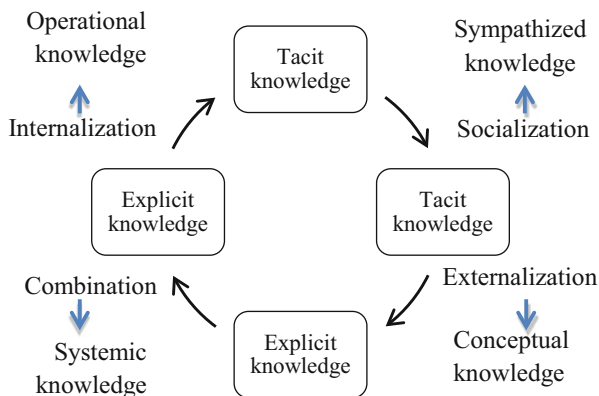 Operational
knowledge
Internalization
Tacit
knowledge
Sympathized
knowledge
Socialization
Explicit
knowledge
Tacit
knowledge
Combination
Systemic
knowledge
Explicit
knowledge
Externalization
Conceptual
knowledge